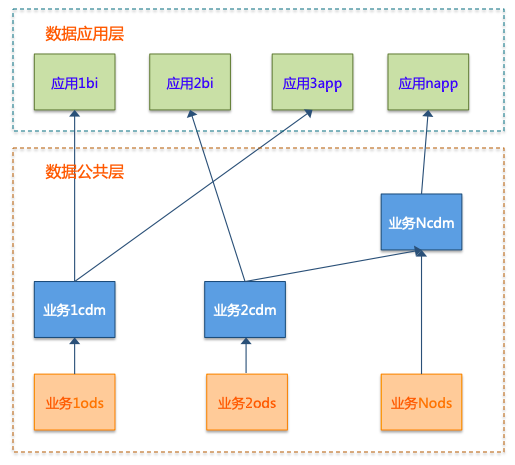 数据应用层
应用1bi
应用2bi
应用3app
应用napp
数据公共层
业务Ncdm
业务1cdm
业务2cdm
业务1ods
业务2ods
业务Nods